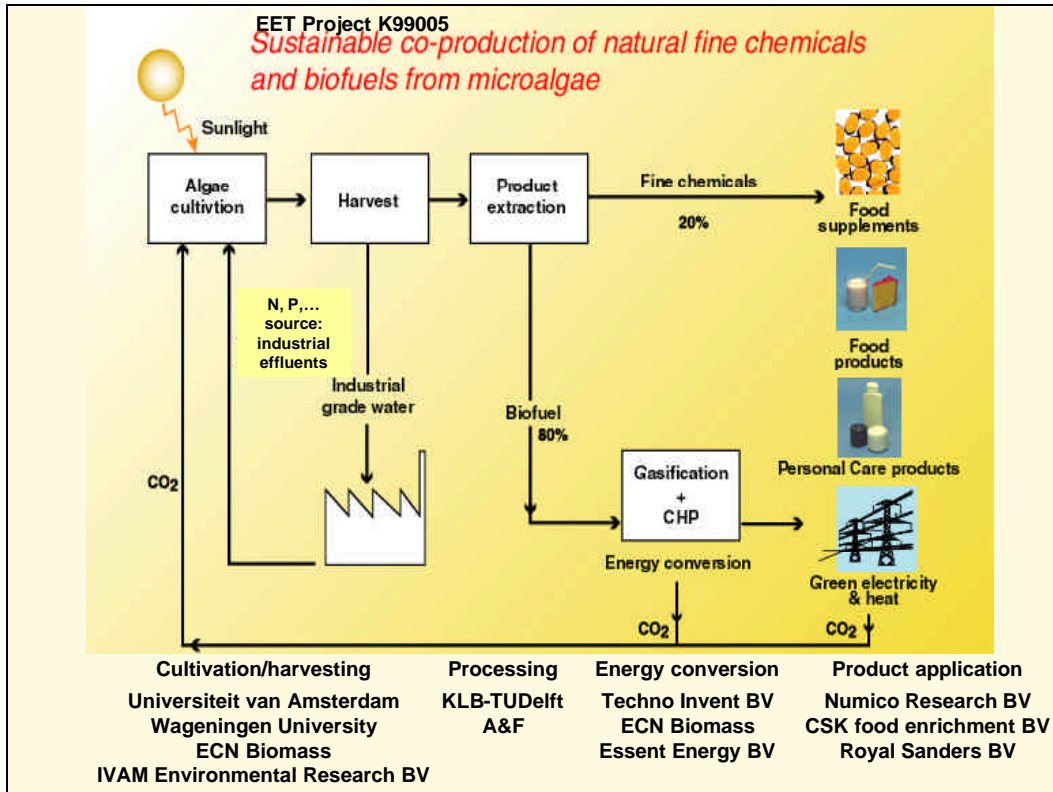 EET Project K99005
Sustainable co-production of natural fine chemicals
and biofuels from microalgae
Sunlight
Algae
cultivtion
Harvest
Product
extraction
Fine chemicals
20%
Food
supplements
N, P,…
source:
industrial
effluents
Food
products
Industrial
grade water
Biofuel
80%
Personal Care products
CO2
Gasification
+
CHP
Energy conversion
Green electricity
& heat
CO2
CO2
Cultivation/harvesting
Universiteit van Amsterdam
Wageningen University
ECN Biomass
IVAM Environmental Research BV
Processing
KLB-TUDelft
A&F
Energy conversion
Techno Invent BV
ECN Biomass
Essent Energy BV
Product application
Numico Research BV
CSK food enrichment BV
Royal Sanders BV